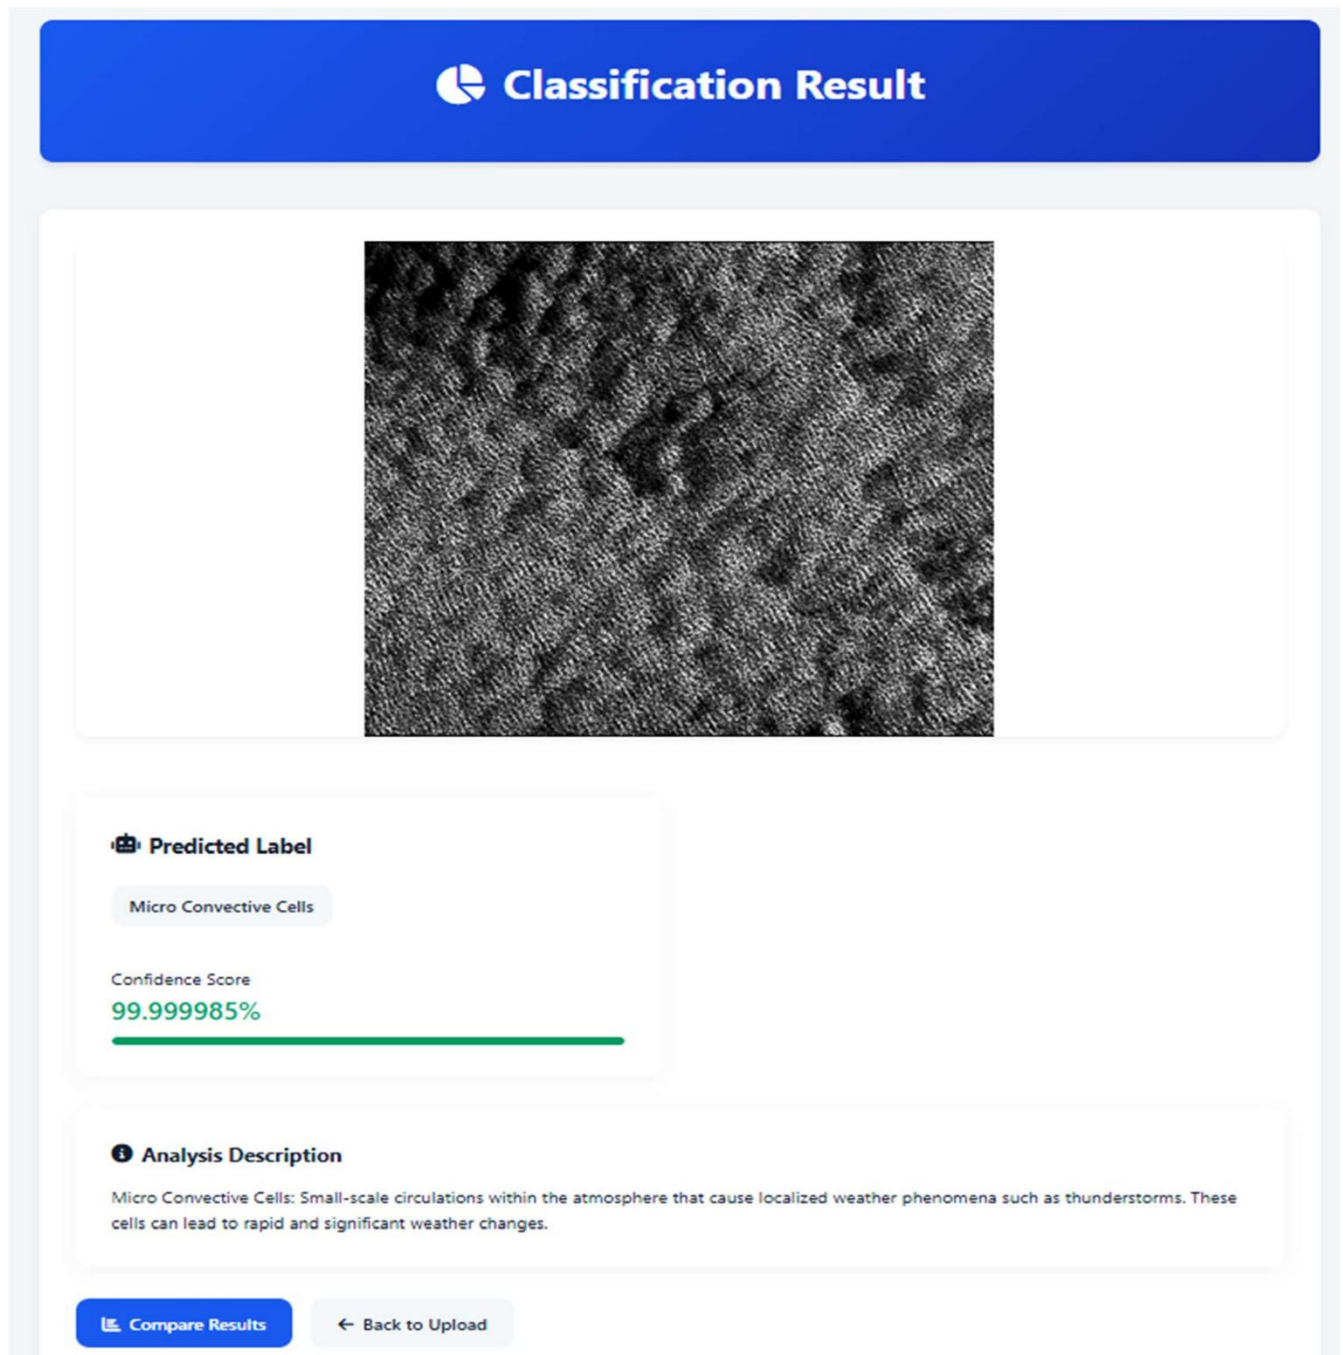 Classification Result
Predicted Label
Micro Convective Cells
Confidence Score
99.999985%
Analysis Description
Micro Convective Cells: Small-scale circulations within the atmosphere that cause localized weather phenomena such as thunderstorms. These
cells can lead to rapid and significant weather changes.
Compare Results
← Back to Upload